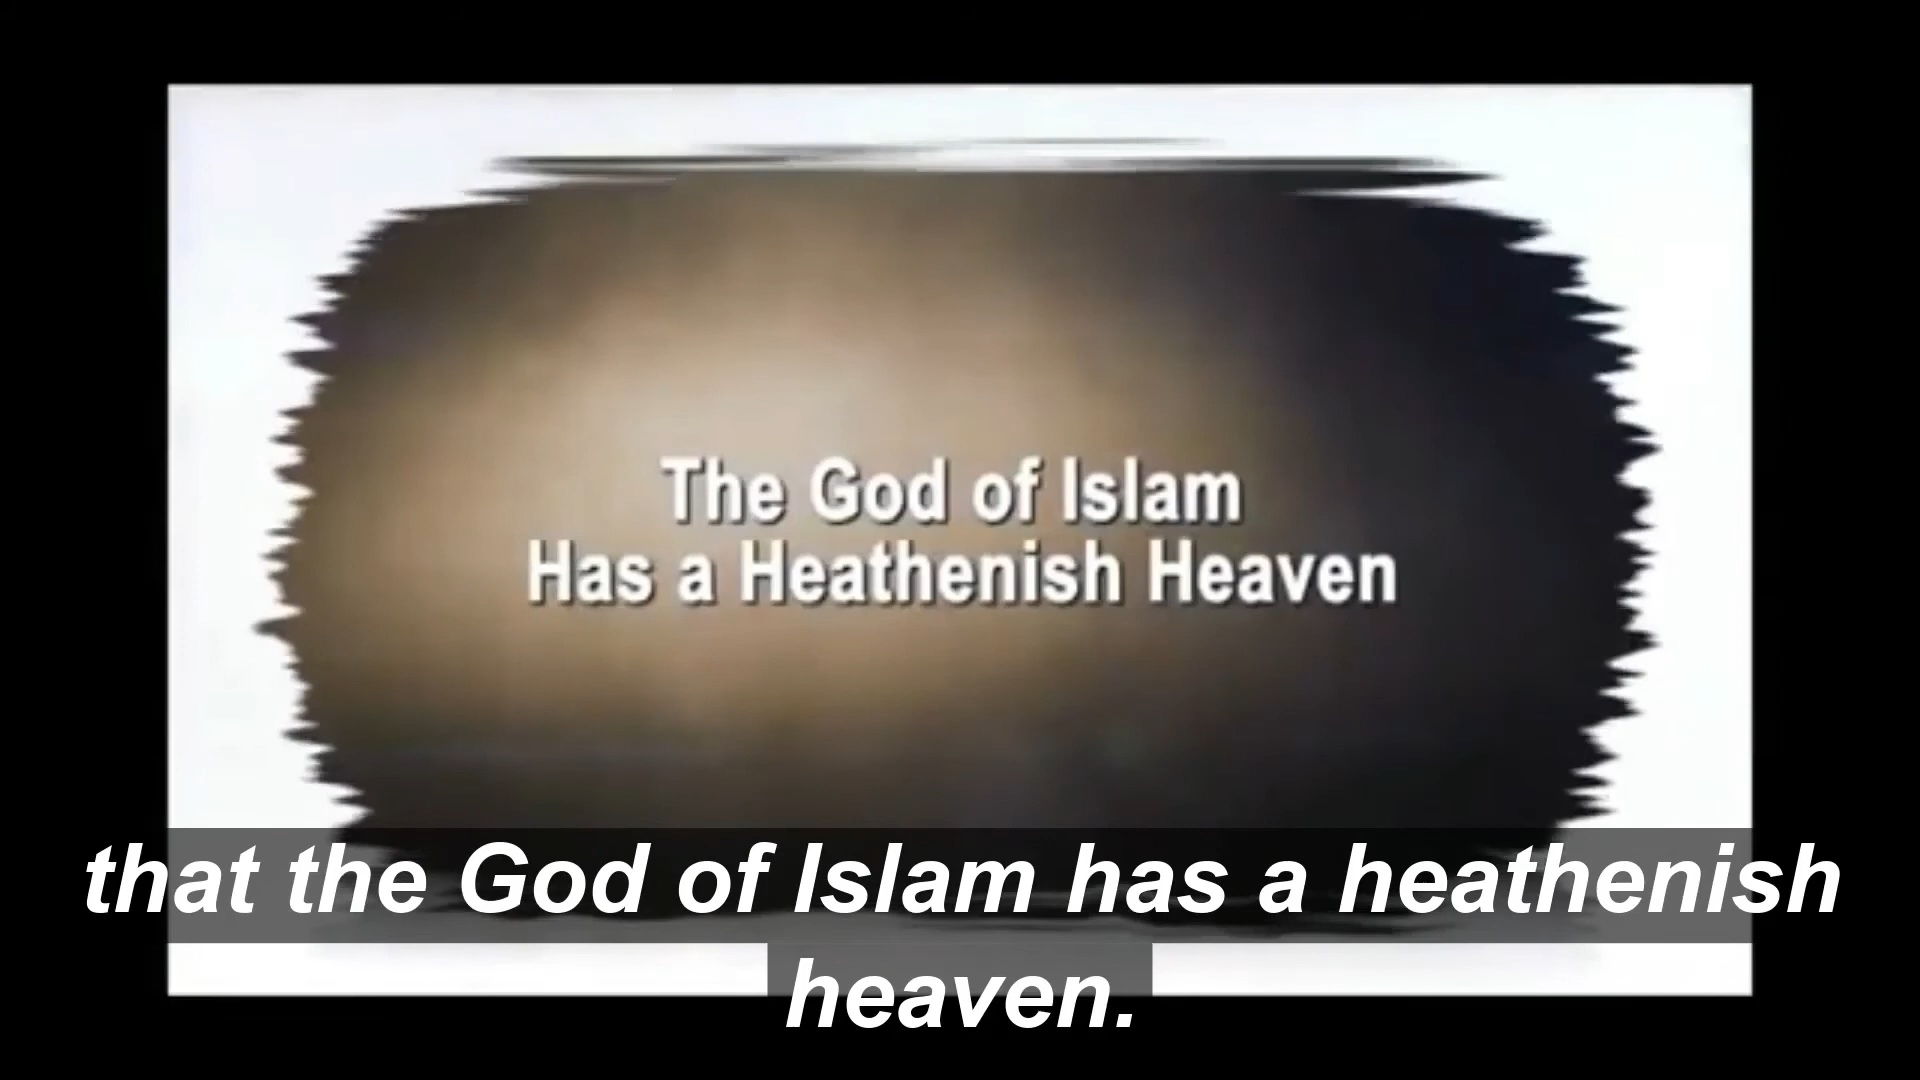 The God of Islam
Has a Heathenish Heaven
that the God of Islam has a heathenish
heaven.